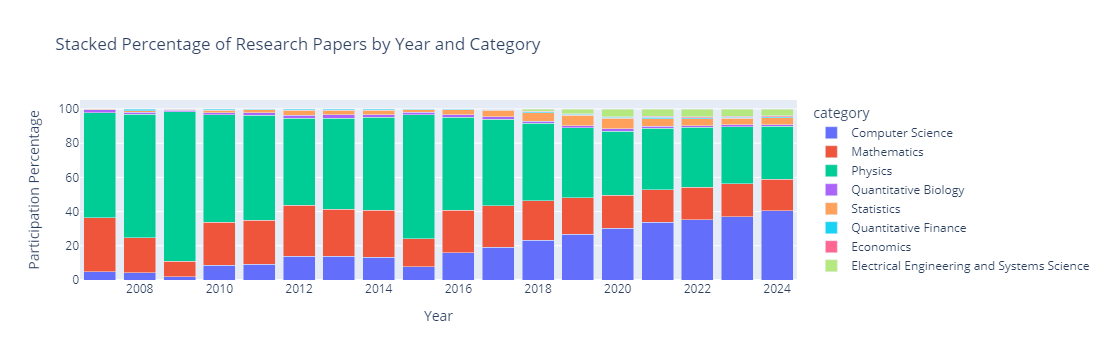 Stacked Percentage of Research Papers by Year and Category
Participation Percentage
100
80
60
40
20
0
2008 2010 2012 2014 2016 2018 2020 2022 2024
Year
category
Computer Science
Mathematics
Physics
Quantitative Biology
Statistics
Quantitative Finance
Economics
Electrical Engineering and Systems Science